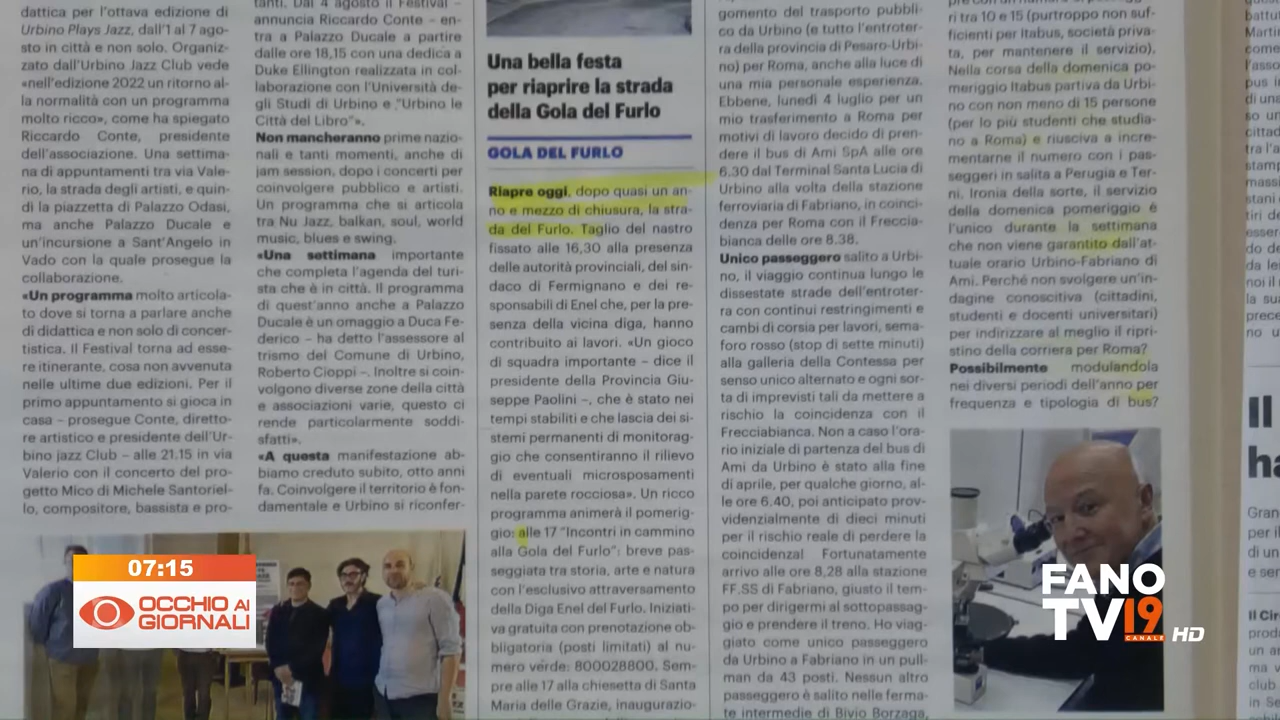 dattica per l'ottava edizione di
Urbino Plays Jazz, dall'1 al 7 ago-
sto in città e non solo. Organiz-
zato dall'Urbino Jazz Club vede
«nell'edizione 2022 un ritorno al-
la normalità con un programma
molto ricco», come ha spiegato
Riccardo Conte, presidente
dell'associazione. Una settima-
na di appuntamenti tra via Vale-
rio, la strada degli artisti, e quin-
di la piazzetta di Palazzo Odasi,
ma anche Palazzo Ducale e
un'incursione a Sant'Angelo in
Vado con la quale prosegue la
collaborazione.
«Un programma molto articola-
to dove si torna a parlare anche
di didattica e non solo di concer-
tistica. Il Festival torna ad esse-
re itinerante, cosa non avvenuta
nelle ultime due edizioni. Per il
primo appuntamento si gioca in
casa – prosegue Conte, diretto-
re artistico e presidente dell'Ur-
bino jazz Club – alle 21.15 in via
Valerio con il concerto del pro-
getto Mico di Michele Santoriel-
lo, compositore, bassista e pro-
tanti. Dal 4 agosto il Festival –
annuncia Riccardo Conte – en-
tra a Palazzo Ducale a partire
dalle ore 18,15 con una dedica a
Duke Ellington realizzata in col-
laborazione con l'Università de-
gli Studi di Urbino e "Urbino le
Città del Libro"».
Non mancheranno prime nazio-
nali e tanti momenti, anche di
jam session, dopo i concerti per
coinvolgere pubblico e artisti.
Un programma che si articola
tra Nu Jazz, balkan, soul, world
music, blues e swing.
«Una settimana importante
che completa l'agenda del turi-
sta che è in città. Il programma
di quest'anno anche a Palazzo
Ducale è un omaggio a Duca Fe-
derico – ha detto l'assessore al
trismo del Comune di Urbino,
Roberto Cioppi –. Inoltre si coin-
volgono diverse zone della città
e associazioni varie, questo ci
rende particolarmente soddi-
sfatti».
«A questa manifestazione ab-
biamo creduto subito, otto anni
fa. Coinvolgere il territorio è fon-
damentale e Urbino si riconfer-
Una bella festa
per riaprire la strada
della Gola del Furlo
GOLA DEL FURLO
Riapre oggi, dopo quasi un an-
no e mezzo di chiusura, la stra-
da del Furlo. Taglio del nastro
fissato alle 16,30 alla presenza
delle autorità provinciali, del sin-
daco di Fermignano e dei re-
sponsabili di Enel che, per la pre-
senza della vicina diga, hanno
contribuito ai lavori. «Un gioco
di squadra importante – dice il
presidente della Provincia Giu-
seppe Paolini –, che è stato nei
tempi stabiliti e che lascia dei si-
stemi permanenti di monitorag-
gio che consentiranno il rilievo
di eventuali microsposamenti
nella parete rocciosa». Un ricco
programma animerà il pomerig-
gio: alle 17 "Incontri in cammino
alla Gola del Furlo": breve pas-
seggiata tra storia, arte e natura
con l'esclusivo attraversamento
della Diga Enel del Furlo. Iniziati-
va gratuita con prenotazione ob-
bligatoria (posti limitati) al nu-
mero verde: 800028800. Sem-
pre alle 17 alla chiesetta di Santa
Maria delle Grazie, inaugurazio-
gomento del trasporto pubbli-
co da Urbino (e tutto l'entroter-
ra della provincia di Pesaro-Urbi-
no) per Roma, anche alla luce di
una mia personale esperienza.
Ebbene, lunedì 4 luglio per un
mio trasferimento a Roma per
motivi di lavoro decido di pren-
dere il bus di Ami SpA alle ore
6.30 dal Terminal Santa Lucia di
Urbino alla volta della stazione
ferroviaria di Fabriano, in coinci-
denza per Roma con il Freccia-
bianca delle ore 8.38.
Unico passeggero salito a Urbi-
no, il viaggio continua lungo le
dissestate strade dell'entroter-
ra con continui restringimenti e
cambi di corsia per lavori, sema-
foro rosso (stop di sette minuti)
alla galleria della Contessa per
senso unico alternato e ogni sor-
ta di imprevisti tali da mettere a
rischio la coincidenza con il
Frecciabianca. Non a caso l'ora-
rio iniziale di partenza del bus di
Ami da Urbino è stato alla fine
di aprile, per qualche giorno, al-
le ore 6.40, poi anticipato prov-
videnzialmente di dieci minuti
per il rischio reale di perdere la
coincidenza! Fortunatamente
arrivo alle ore 8,28 alla stazione
FF.SS di Fabriano, giusto il tem-
po per dirigermi al sottopassag-
gio e prendere il treno. Ho viag-
giato come unico passeggero
da Urbino a Fabriano in un pull-
man da 43 posti. Nessun altro
passeggero è salito nelle ferma-
te intermedie di Bivio Borzaga,
ri tra 10 e 15 (purtroppo non suf-
ficienti per Itabus, società priva-
ta, per mantenere il servizio).
Nella corsa della domenica po-
meriggio Itabus partiva da Urbi-
no con non meno di 15 persone
(per lo più studenti che studia-
no a Roma) e riusciva a incre-
mentarne il numero con i pas-
seggeri in salita a Perugia e Ter-
ni. Ironia della sorte, il servizio
della domenica pomeriggio è
l'unico durante la settimana
che non viene garantito dall'at-
tuale orario Urbino-Fabriano di
Ami. Perché non svolgere un'in-
dagine conoscitiva (cittadini,
studenti e docenti universitari)
per indirizzare al meglio il ripri-
stino della corriera per Roma?
Possibilmente modulandola
nei diversi periodi dell'anno per
frequenza e tipologia di bus?
Il
ha
Gran
per il
di un
e ser
Il Cir
07:15
OCCHIO AI
GIORNALI
FANO
TV19
CANALE
HD